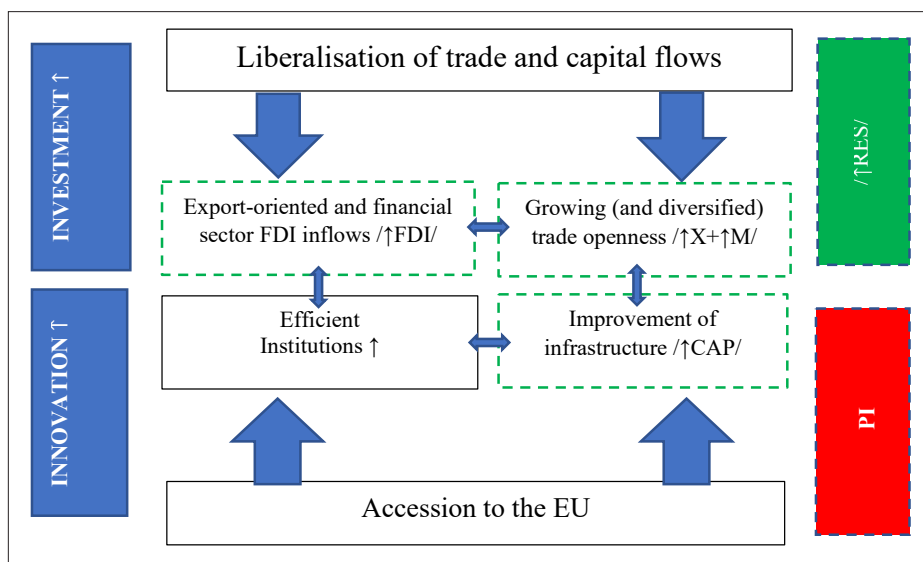 Liberalisation of trade and capital flows
INVESTMENT ↑
/↑RES/
Export-oriented and financial
sector FDI inflows /↑FDI/
Growing (and diversified)
trade openness /↑X+↑M/
INNOVATION ↑
Efficient
Institutions ↑
Improvement of
infrastructure /↑CAP/
PI
Accession to the EU